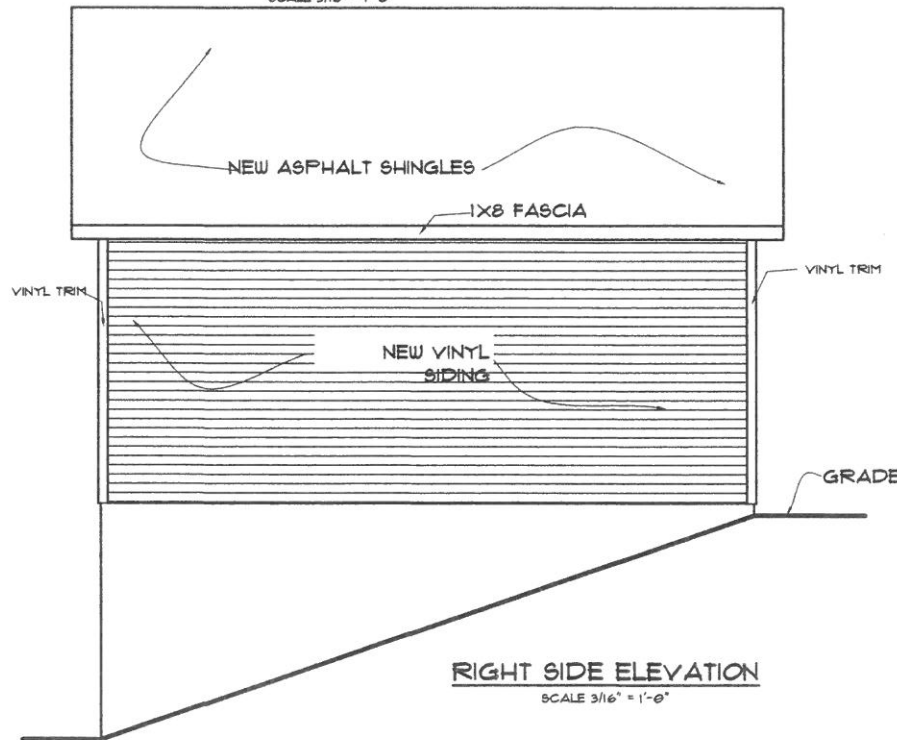 NEW ASPHALT SHINGLES
1X8 FASCIA
VINYL TRIM
VINYL TRIM
NEW VINYL
SIDING
GRADE
RIGHT SIDE ELEVATION
SCALE 3/16" = 1'-0"